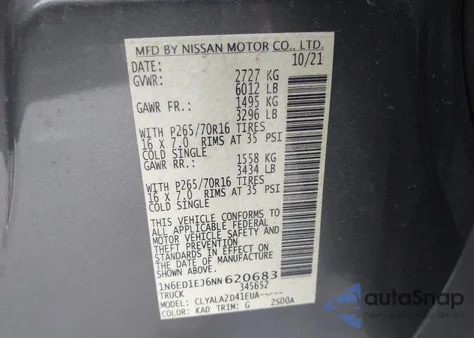 MFD BY NISSAN MOTOR CO., LTD.
DATE: 10/21
GVWR: 2727 KG
6012 LB
GAWR FR.: 1495 KG
3296 LB
WITH P265/70R16 TIRES
16 X 7.0 RIMS AT 35 PSI
COLD SINGLE
GAWR RR.: 1558 KG
3434 LB
WITH P265/70R16 TIRES
16 X 7.0 RIMS AT 35 PSI
COLD SINGLE
THIS VEHICLE CONFORMS TO
ALL APPLICABLE FEDERAL
MOTOR VEHICLE SAFETY AND
THEFT PREVENTION
STANDARDS IN EFFECT ON
THE DATE OF MANUFACTURE
SHOWN ABOVE.
1N6ED1EJ6NN620683
TRUCK 345652
MODEL: CLYALAZD41EUA-----
COLOR: KAD TRIM: G 2S00A
autoSnap